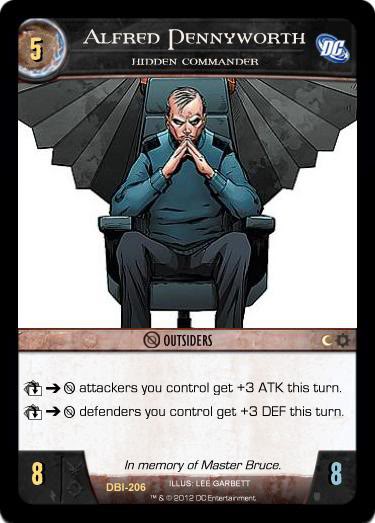 5
ALFRED PENNYWORTH
DC
HIDDEN COMMANDER
OUTSIDERS
➔ attackers you control get +3 ATK this turn.
➔ defenders you control get +3 DEF this turn.
In memory of Master Bruce.
8
DBI-206
ILLUS: LEE GARBETT
8
™ & © 2012 DC Entertainment.